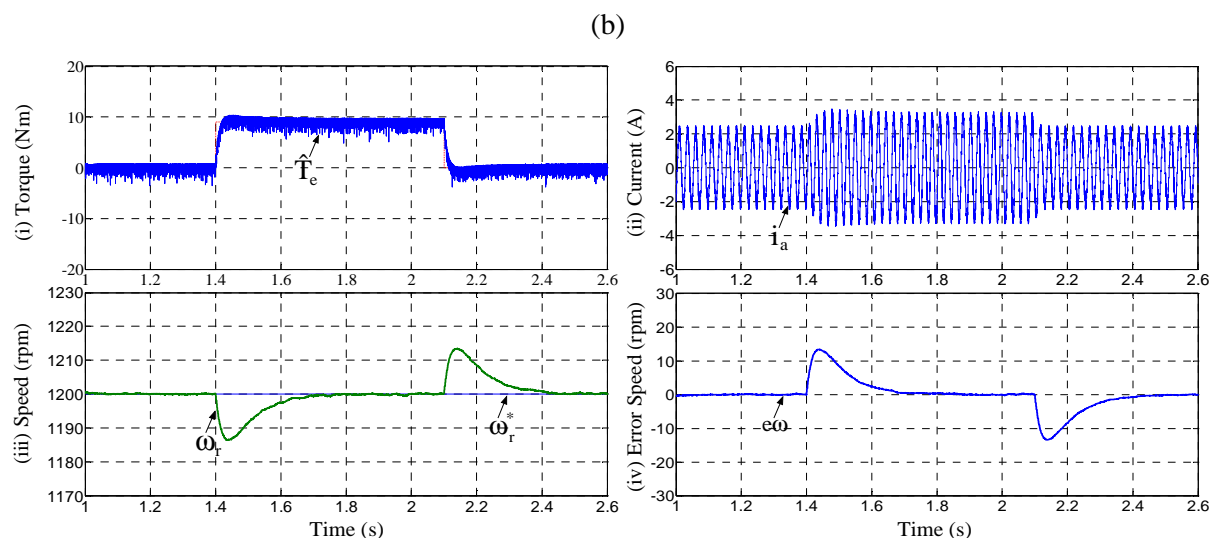 (b)
(i) Torque (Nm)
20
10
0
-10
-20
T̂e
1 1.2 1.4 1.6 1.8 2 2.2 2.4 2.6
(ii) Current (A)
6
4
2
0
-2
-4
-6
ia
1 1.2 1.4 1.6 1.8 2 2.2 2.4 2.6
(iii) Speed (rpm)
1230
1220
1210
1200
1190
1180
1170
ωr
ωr*
1 1.2 1.4 1.6 1.8 2 2.2 2.4 2.6
Time (s)
((iv) Error Speed (rpm)
30
20
10
0
-10
-20
-30
eω
1 1.2 1.4 1.6 1.8 2 2.2 2.4 2.6
Time (s)